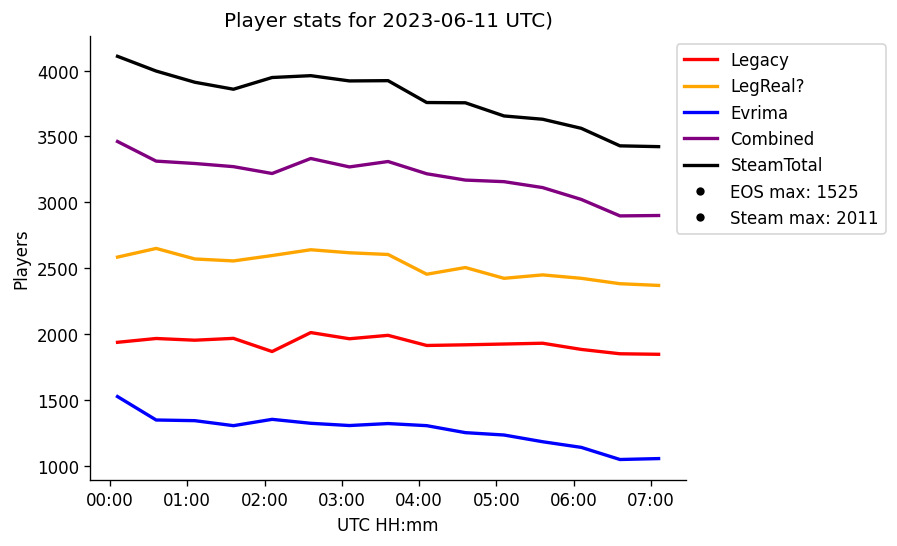 Player stats for 2023-06-11 UTC)
4000
3500
3000
2500
2000
1500
1000
Players
00:00 01:00 02:00 03:00 04:00 05:00 06:00 07:00
UTC HH:mm
Legacy
LegReal?
Evrima
Combined
SteamTotal
EOS max: 1525
Steam max: 2011